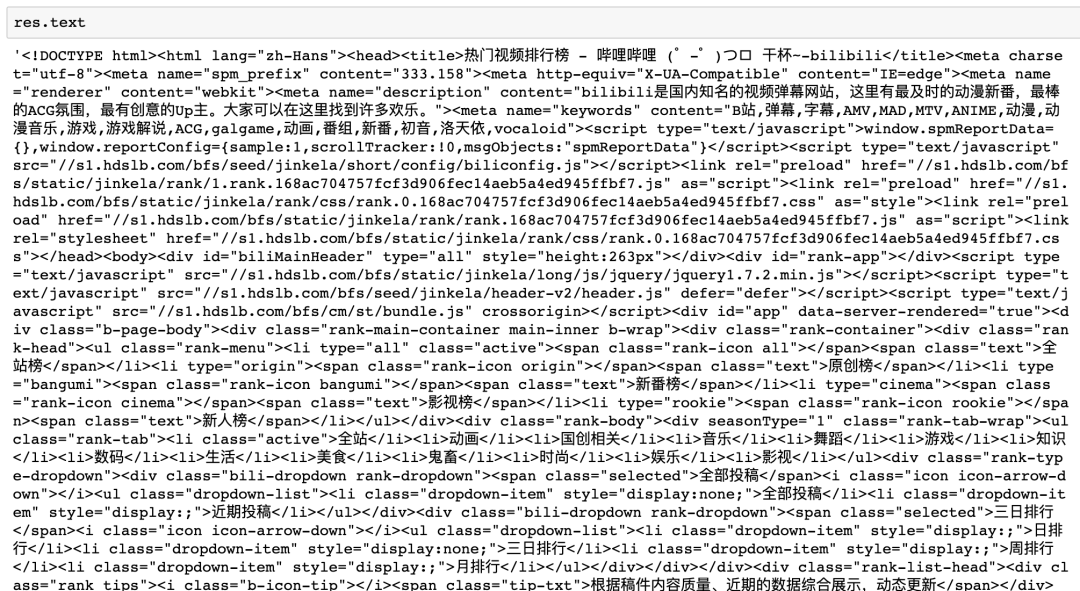 res.text
'<!DOCTYPE html><html lang="zh-Hans"><head><title>热门视频排行榜 - 哔哩哔哩 (゜-゜)つロ 干杯~-bilibili</title><meta charse
t="utf-8"><meta name="spm_prefix" content="333.158"><meta http-equiv="X-UA-Compatible" content="IE=edge"><meta name
="renderer" content="webkit"><meta name="description" content="bilibili是国内知名的视频弹幕网站，这里有最及时的动漫新番，最棒
的ACG氛围，最有创意的Up主。大家可以在这里找到许多欢乐。"><meta name="keywords" content="B站,弹幕,字幕,AMV,MAD,MTV,ANIME,动漫,动
漫音乐,游戏,游戏解说,ACG,galgame,动画,番组,新番,初音,洛天依,vocaloid"><script type="text/javascript">window.spmReportData=
{},window.reportConfig={sample:1,scrollTracker:!0,msgObjects:"spmReportData"}</script><script type="text/javascript"
src="//s1.hdslb.com/bfs/seed/jinkela/short/config/biliconfig.js"></script><link rel="preload" href="//s1.hdslb.com/bf
s/static/jinkela/rank/1.rank.168ac704757fcf3d906fec14aeb5a4ed945ffbf7.js" as="script"><link rel="preload" href="//s1.
hdslb.com/bfs/static/jinkela/rank/css/rank.0.168ac704757fcf3d906fec14aeb5a4ed945ffbf7.css" as="style"><link rel="prel
oad" href="//s1.hdslb.com/bfs/static/jinkela/rank/rank.168ac704757fcf3d906fec14aeb5a4ed945ffbf7.js" as="script"><link
rel="stylesheet" href="//s1.hdslb.com/bfs/static/jinkela/rank/css/rank.0.168ac704757fcf3d906fec14aeb5a4ed945ffbf7.cs
s"></head><body><div id="biliMainHeader" type="all" style="height:263px"></div><div id="rank-app"></div><script type
="text/javascript" src="//s1.hdslb.com/bfs/static/jinkela/long/js/jquery/jquery1.7.2.min.js"></script><script type="t
ext/javascript" src="//s1.hdslb.com/bfs/seed/jinkela/header-v2/header.js" defer="defer"></script><script type="text/j
avascript" src="//s1.hdslb.com/bfs/cm/st/bundle.js" crossorigin></script><div id="app" data-server-rendered="true"><d
iv class="b-page-body"><div class="rank-main-container main-inner b-wrap"><div class="rank-container"><div class="ran
k-head"><ul class="rank-menu"><li type="all" class="active"><span class="rank-icon all"></span><span class="text">全
站榜</span></li><li type="origin"><span class="rank-icon origin"></span><span class="text">原创榜</span></li><li type
="bangumi"><span class="rank-icon bangumi"></span><span class="text">新番榜</span></li><li type="cinema"><span class
="rank-icon cinema"></span><span class="text">影视榜</span></li><li type="rookie"><span class="rank-icon rookie"></spa
n><span class="text">新人榜</span></li></ul></div><div class="rank-body"><div seasonType="1" class="rank-tab-wrap"><ul
class="rank-tab"><li class="active">全站</li><li>动画</li><li>国创相关</li><li>音乐</li><li>舞蹈</li><li>游戏</li><li>知识
</li><li>数码</li><li>生活</li><li>美食</li><li>鬼畜</li><li>时尚</li><li>娱乐</li><li>影视</li></ul><div class="rank-typ
e-dropdown"><div class="bili-dropdown rank-dropdown"><span class="selected">全部投稿</span><i class="icon icon-arrow-d
own"></i><ul class="dropdown-list"><li class="dropdown-item" style="display:none;">全部投稿</li><li class="dropdown-it
em" style="display:;">近期投稿</li></ul></div><div class="bili-dropdown rank-dropdown"><span class="selected">三日排行
</span><i class="icon icon-arrow-down"></i><ul class="dropdown-list"><li class="dropdown-item" style="display:;">日排
行</li><li class="dropdown-item" style="display:none;">三日排行</li><li class="dropdown-item" style="display:;">周排行
</li><li class="dropdown-item" style="display:;">月排行</li></ul></div></div></div><div class="rank-list-head"><div cl
ass="rank tips"><i class="b-icon-tip"></i><span class="tip-txt">根据稿件内容质量、近期的数据综合展示，动态更新</span></div>